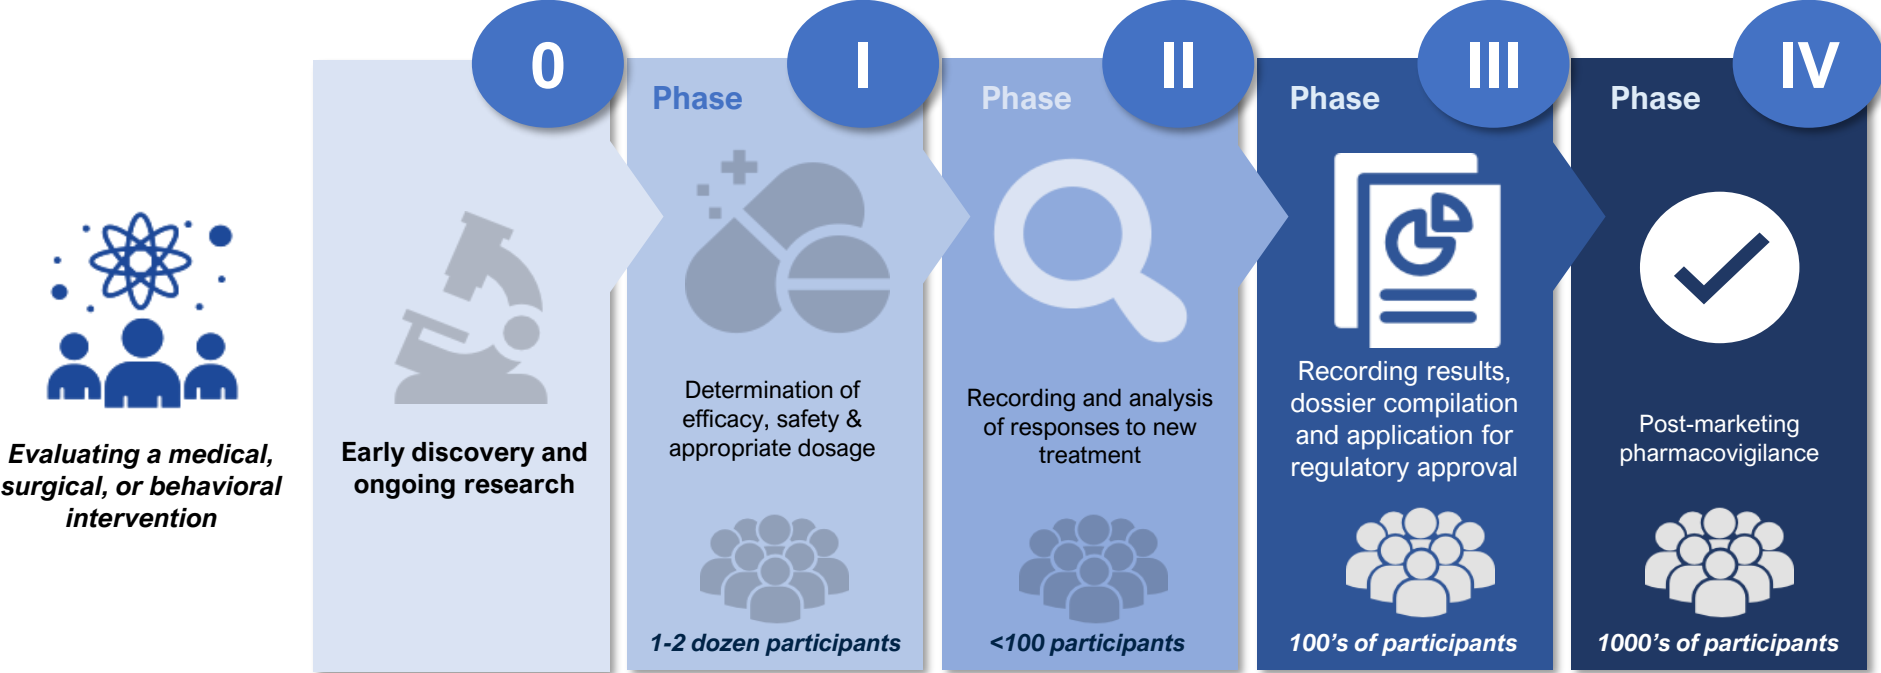 Evaluating a medical,
surgical, or behavioral
intervention
0
Early discovery and
ongoing research
Phase
I
Determination of
efficacy, safety &
appropriate dosage
1-2 dozen participants
Phase
II
Recording and analysis
of responses to new
treatment
<100 participants
Phase
III
Recording results,
dossier compilation
and application for
regulatory approval
100’s of participants
Phase
IV
Post-marketing
pharmacovigilance
1000’s of participants